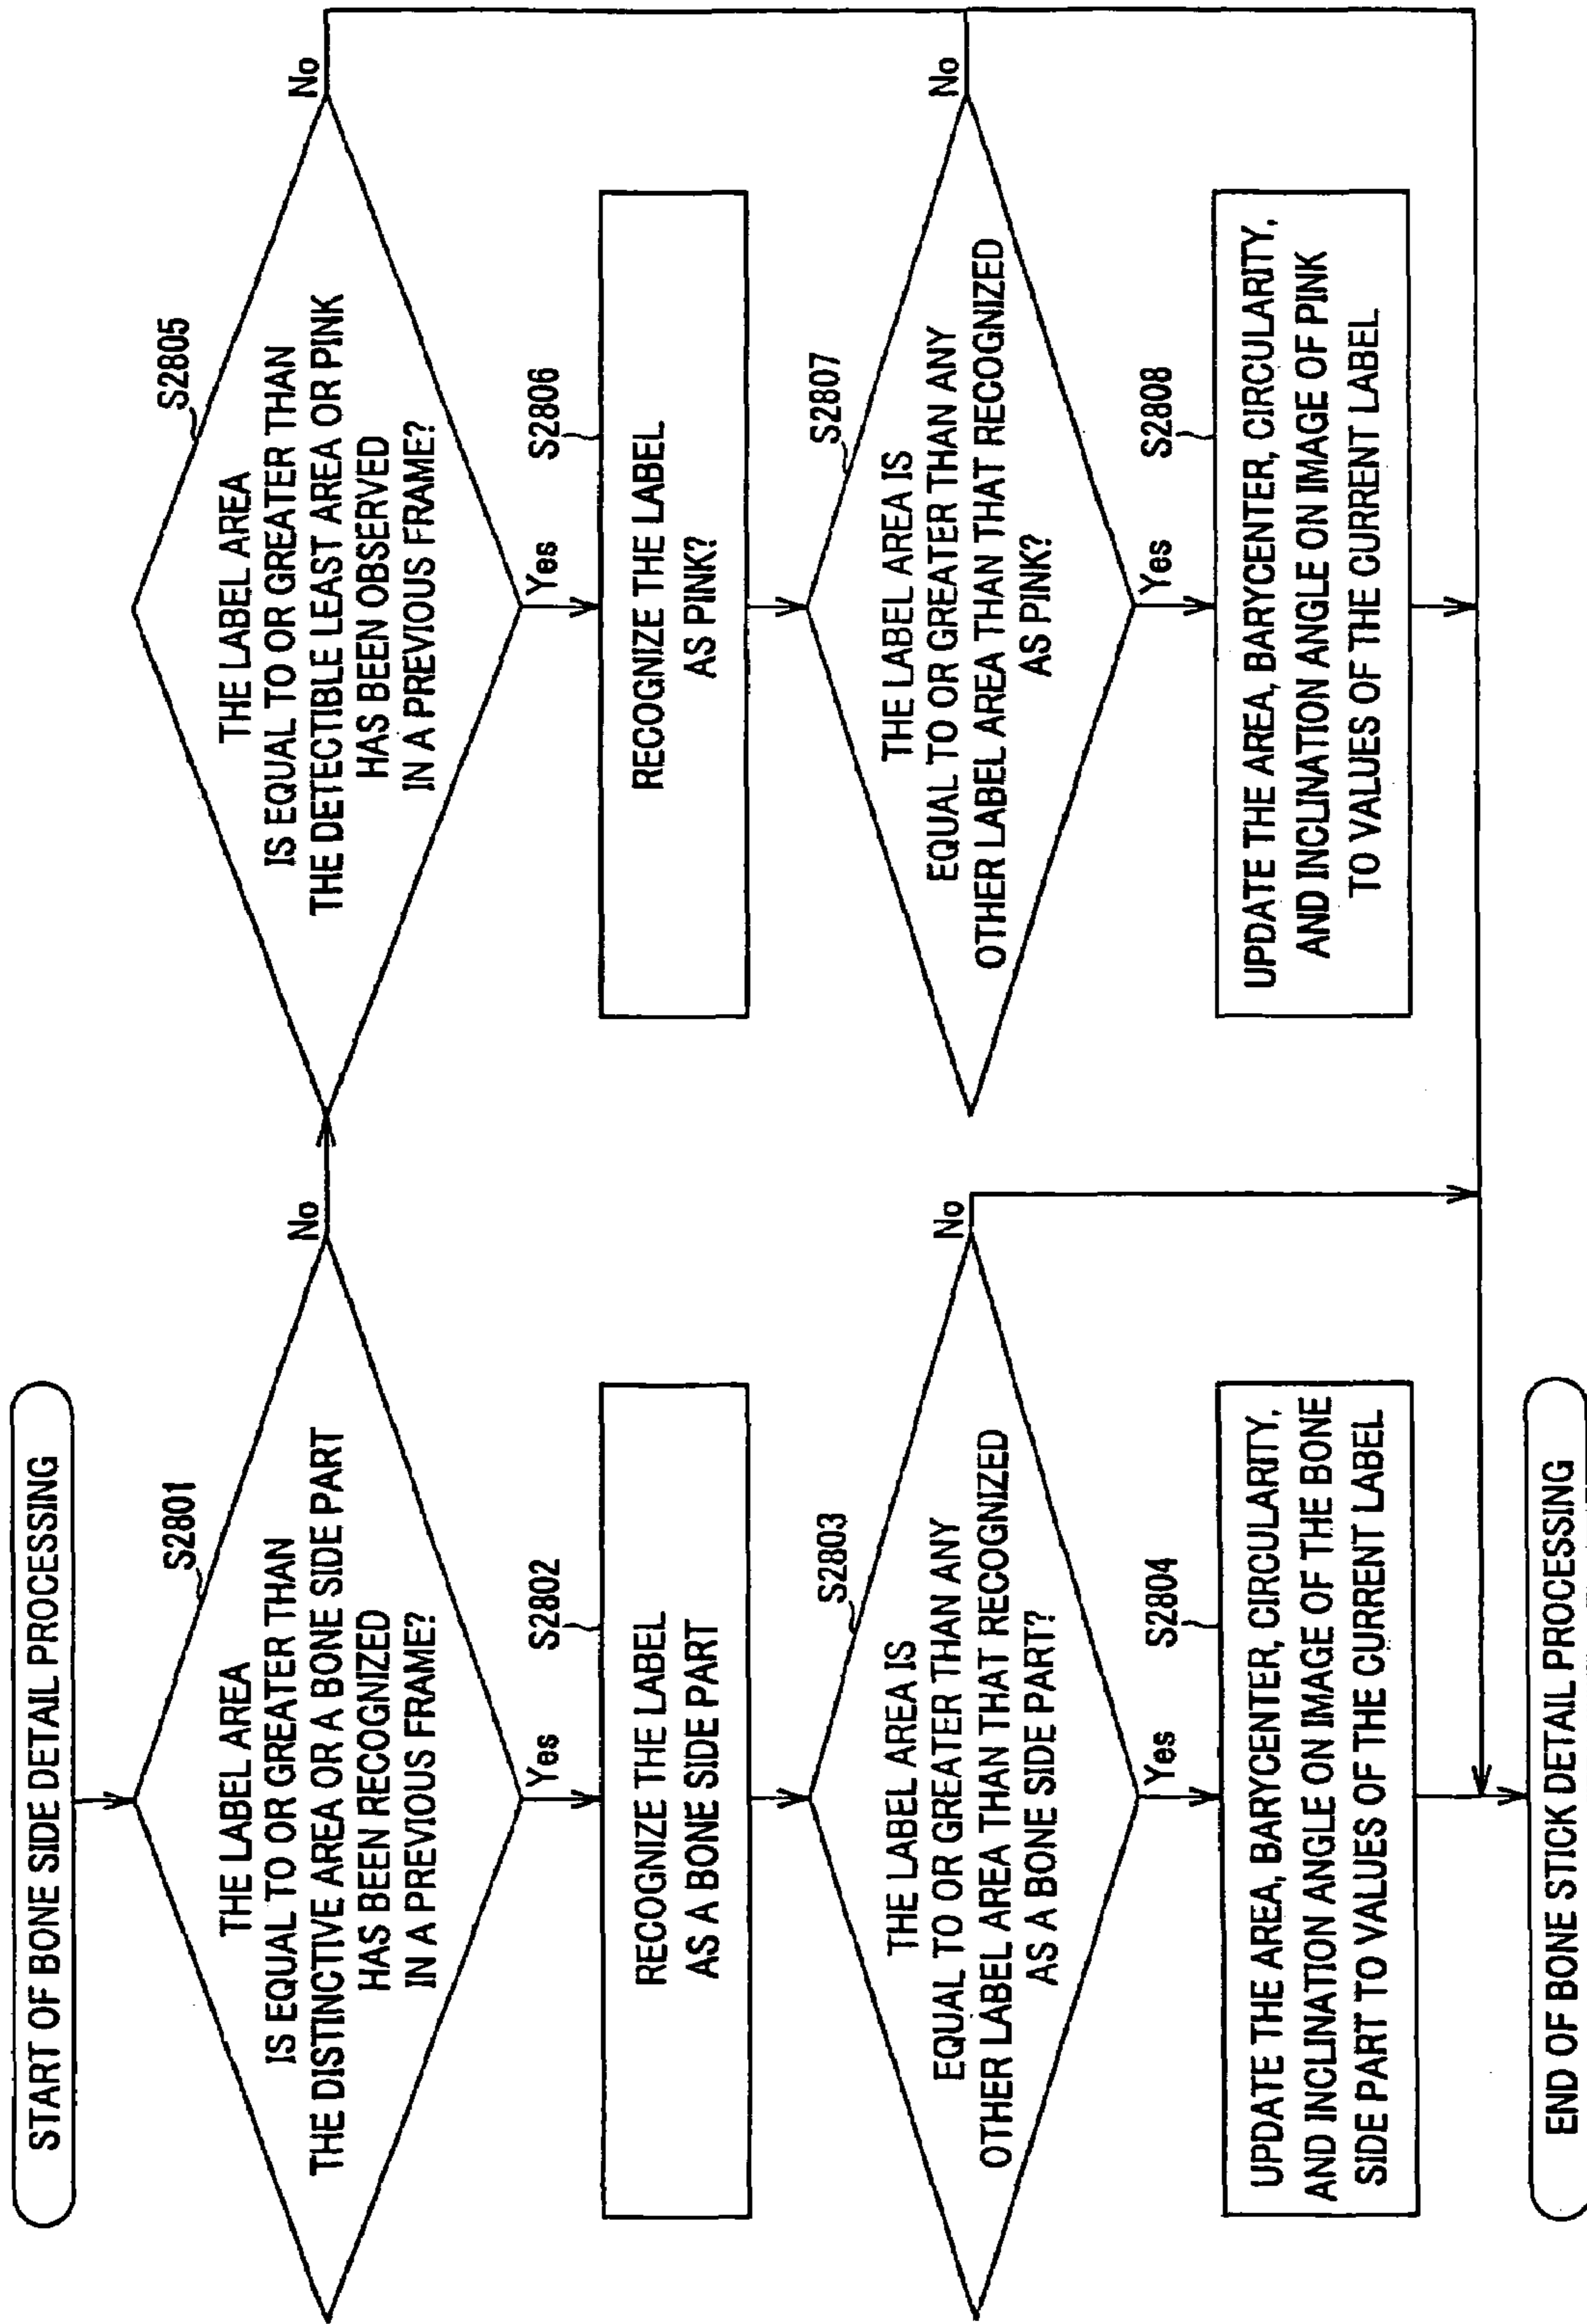 START OF BONE SIDE DETAIL PROCESSING
S2801
THE LABEL AREA
IS EQUAL TO OR GREATER THAN
THE DISTINCTIVE AREA OR A BONE SIDE PART
HAS BEEN RECOGNIZED
IN A PREVIOUS FRAME?
No
Yes
S2802
RECOGNIZE THE LABEL
AS A BONE SIDE PART
S2803
THE LABEL AREA IS
EQUAL TO OR GREATER THAN ANY
OTHER LABEL AREA THAN THAT RECOGNIZED
AS A BONE SIDE PART?
No
Yes
S2804
UPDATE THE AREA, BARYCENTER, CIRCULARITY,
AND INCLINATION ANGLE ON IMAGE OF THE BONE
SIDE PART TO VALUES OF THE CURRENT LABEL
END OF BONE STICK DETAIL PROCESSING
S2805
THE LABEL AREA
IS EQUAL TO OR GREATER THAN
THE DETECTIBLE LEAST AREA OR PINK
HAS BEEN OBSERVED
IN A PREVIOUS FRAME?
No
Yes
S2806
RECOGNIZE THE LABEL
AS PINK?
S2807
THE LABEL AREA IS
EQUAL TO OR GREATER THAN ANY
OTHER LABEL AREA THAN THAT RECOGNIZED
AS PINK?
No
Yes
S2808
UPDATE THE AREA, BARYCENTER, CIRCULARITY,
AND INCLINATION ANGLE ON IMAGE OF PINK
TO VALUES OF THE CURRENT LABEL